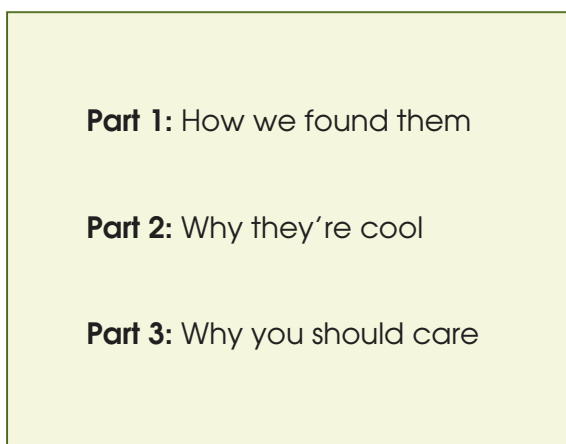 Part 1: How we found them
Part 2: Why they’re cool
Part 3: Why you should care